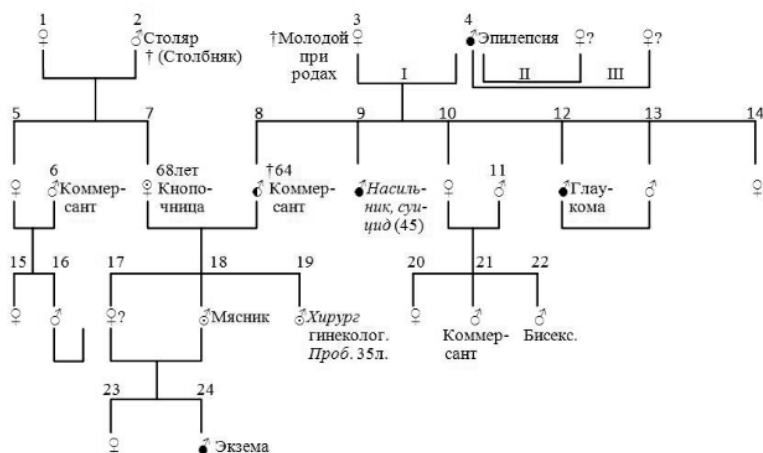 1 2 3 4
♀ ♂Столяр †Молодой ♀ ♂Эпилепсия ♀? ♀?
† (Столбняк) при
родах I II III
5 7 8 9 10 12 13 14
6 68лет †64 11
♀ ♂Коммер- ♀ Кнопо- ♂ Коммер- ♂Насиль- ♀ ♂ ♂Глау- ♂ ♀
сант чница сант ник, суи- кома
цид (45)
15 16 17 18 19 20 21 22
♀ ♂ ♀? ♂Мясник ♂Хирург ♀ ♂ ♂
гинеколог. Коммер- Бисекс.
Проб. 35л. сант
23 24
♀ ♂ Экзема